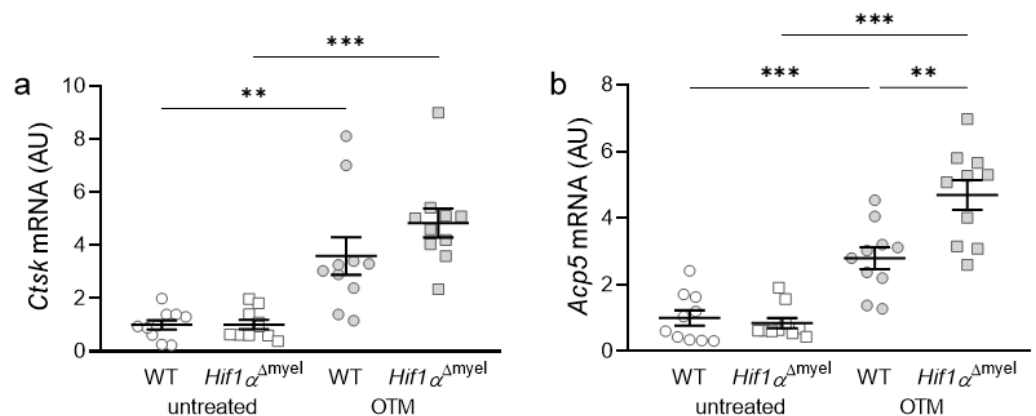 a
***
**
10
8
6
4
2
0
Ctsk mRNA (AU)
WT Hif1αΔmyel WT Hif1αΔmyel
untreated OTM
b
***
*** **
8
6
4
2
0
Acp5 mRNA (AU)
WT Hif1αΔmyel WT Hif1αΔmyel
untreated OTM